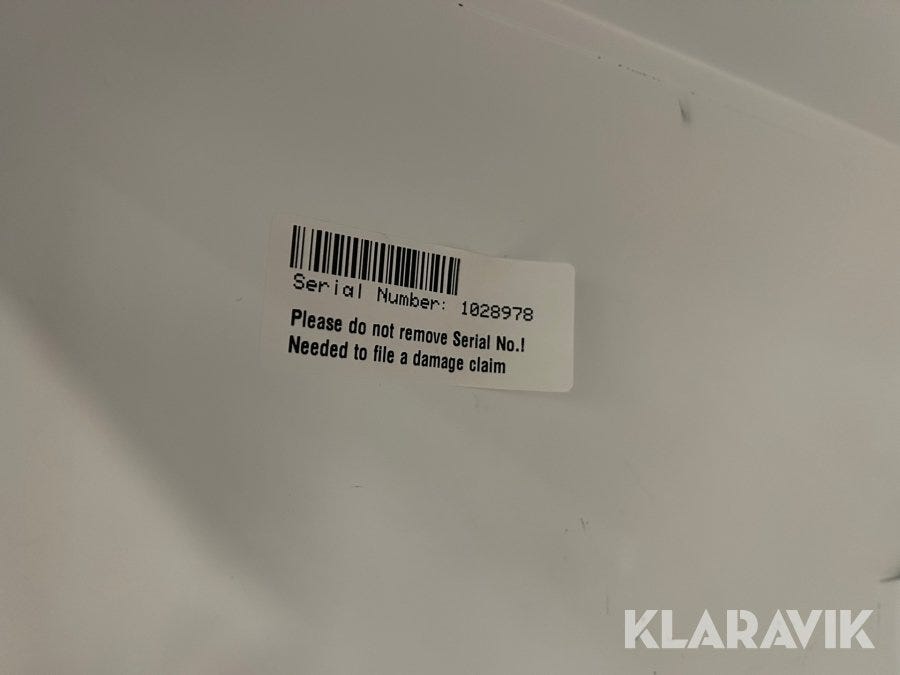 Serial Number: 1028978
Please do not remove Serial No.!
Needed to file a damage claim
KLARAVIK